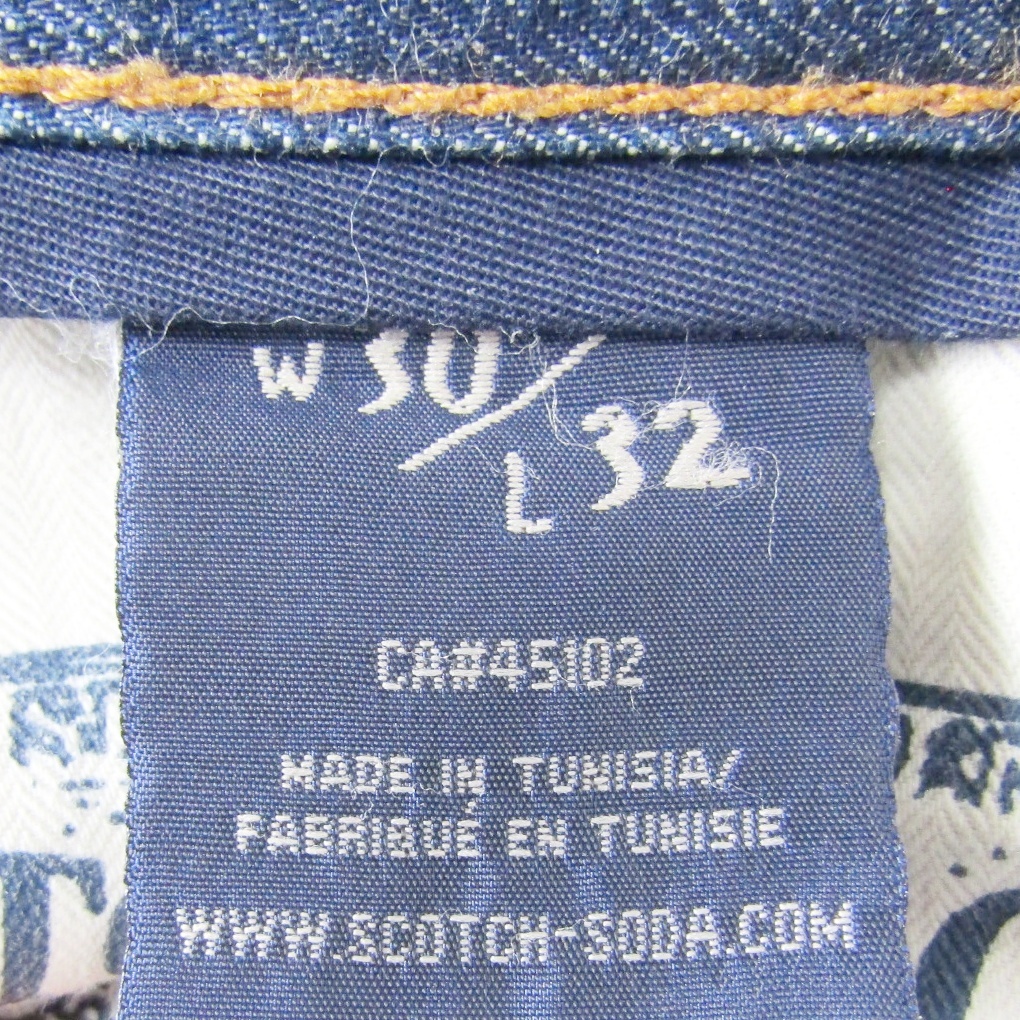 W 30/
L 32
CA#45102
MADE IN TUNISIA/
FABRIQUÉ EN TUNISIE
WWW.SCOTCH-SODA.COM